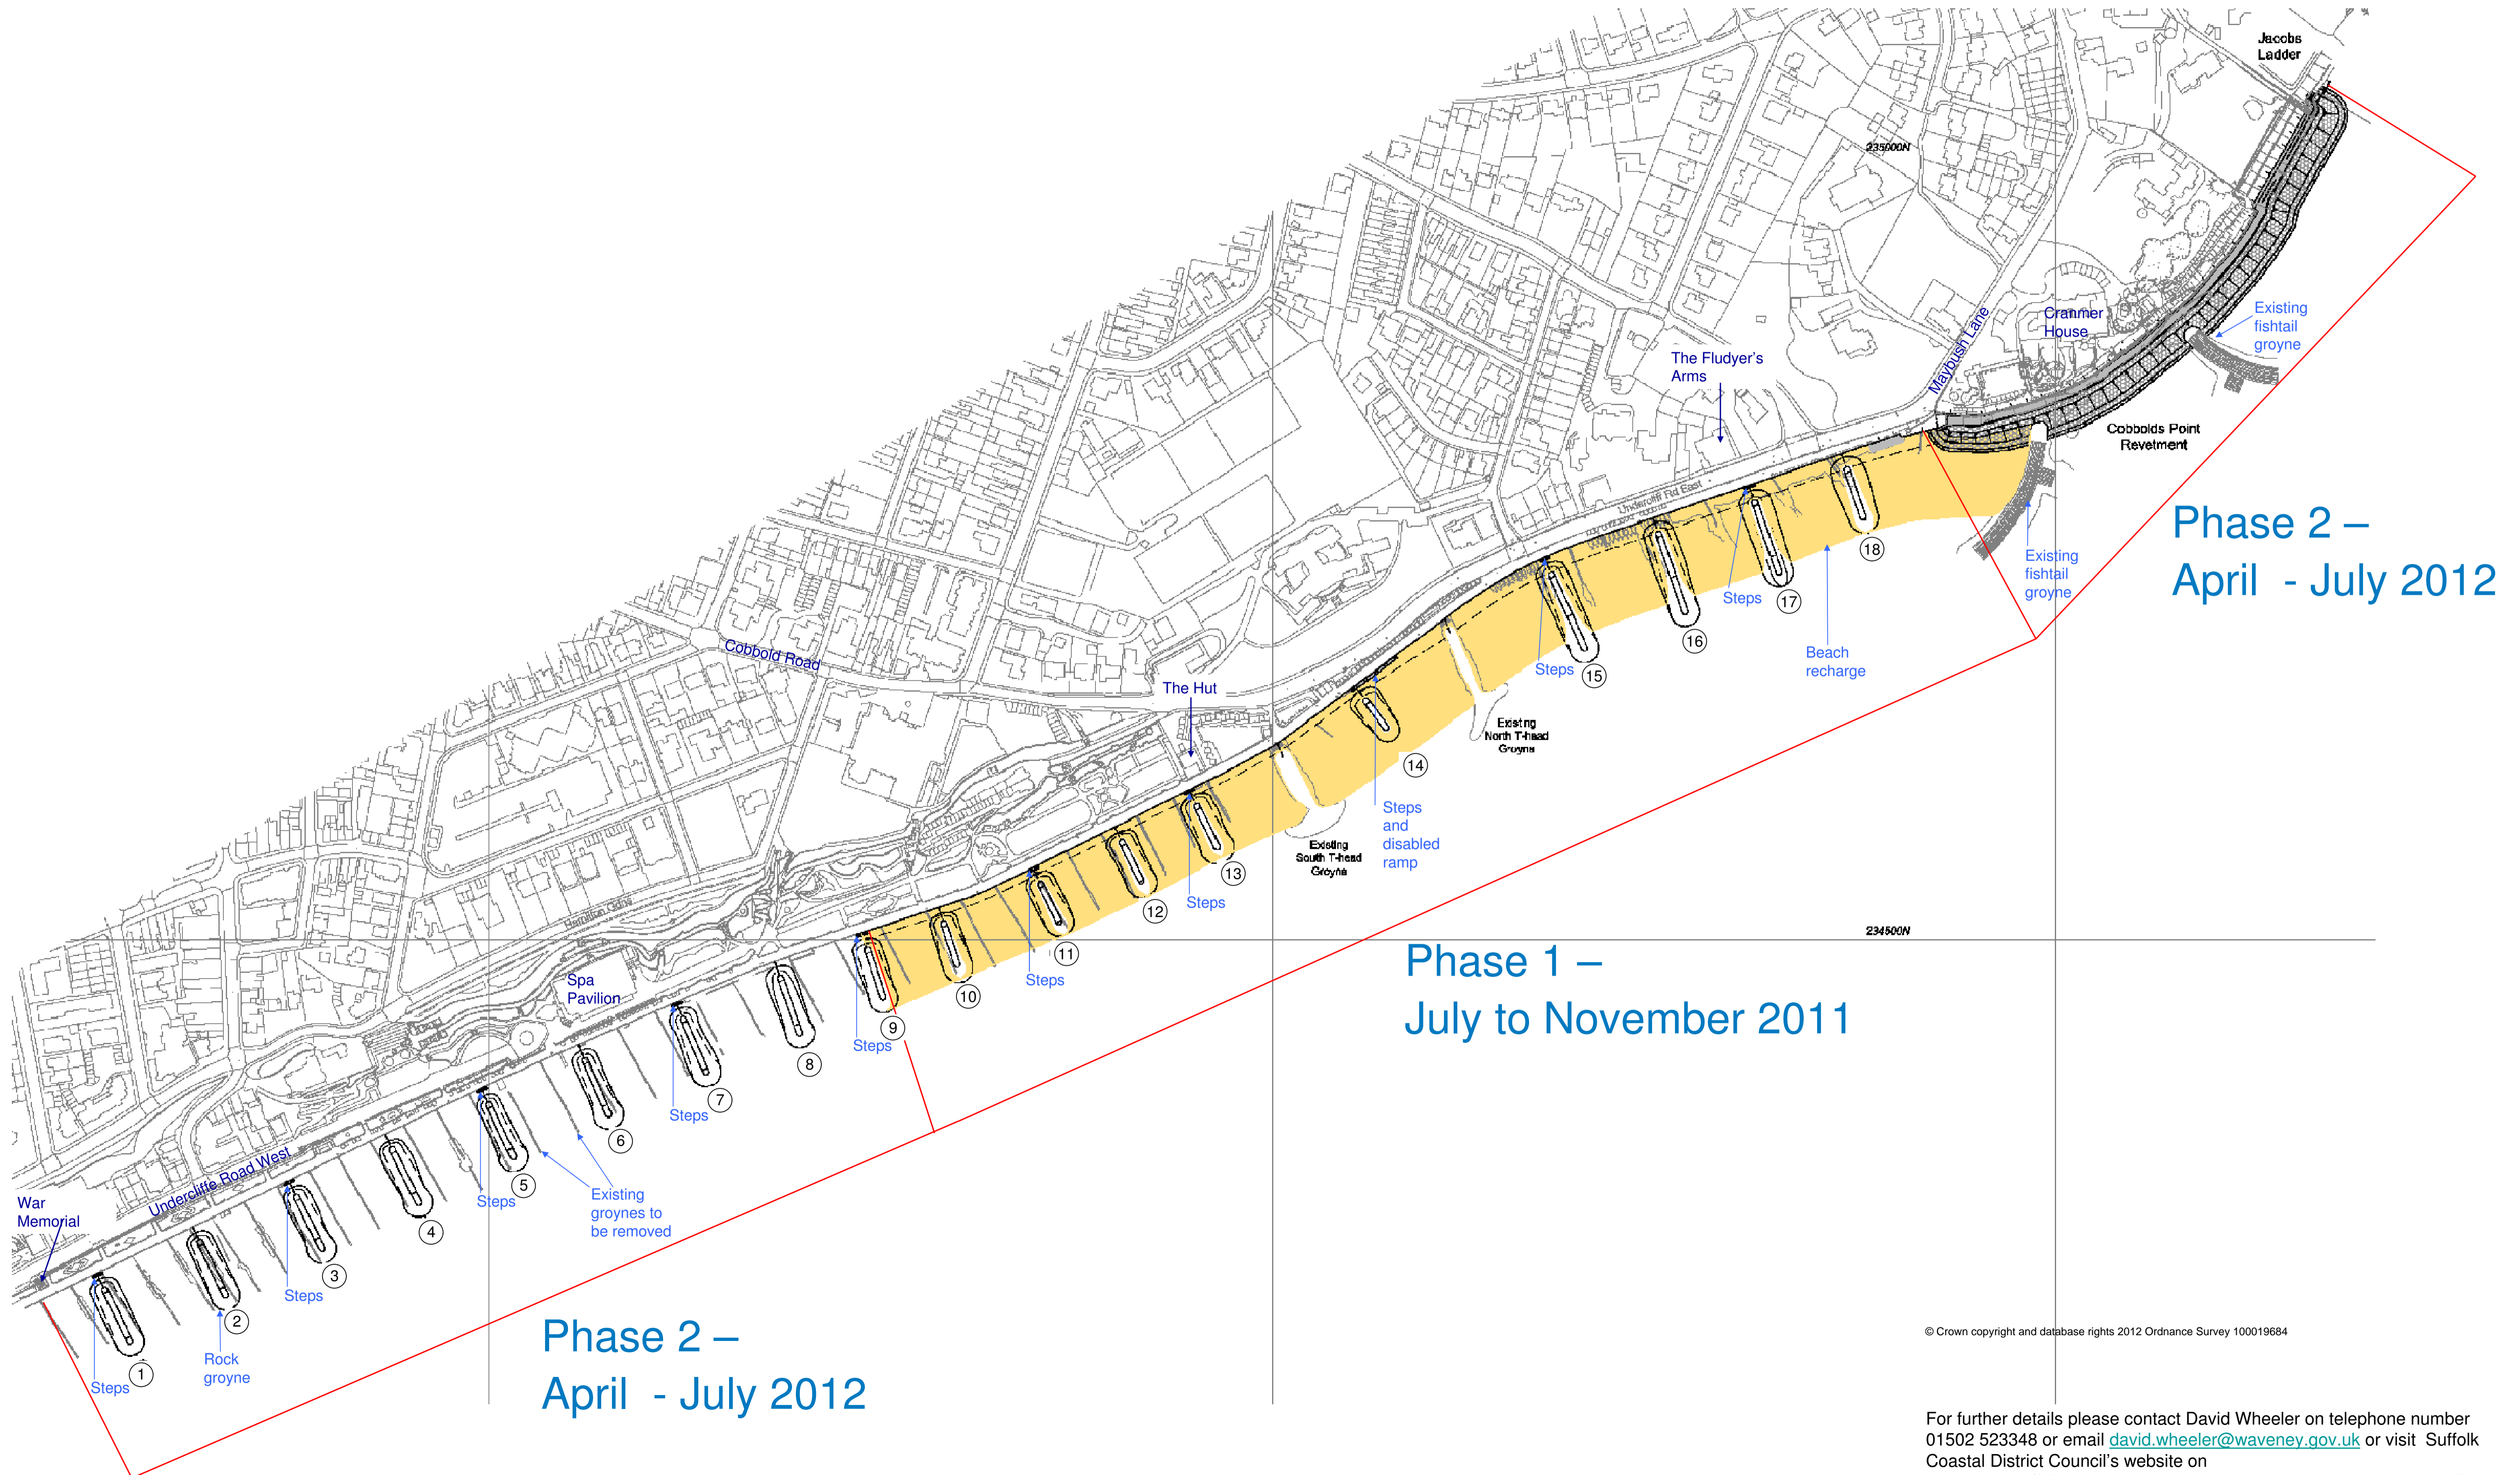 Jacobs
Ladder
235000N
Existing
fishtail
groyne
Cranmer
House
Maybush Lane
The Fludyer's
Arms
Cobbolds Point
Revetment
Undercliff Rd East
Phase 2 –
April - July 2012
Existing
fishtail
groyne
18
17
16
15
Steps
Steps
Beach
recharge
Cobbold Road
The Hut
Existing
North T-head
Groyne
14
Steps
and
disabled
ramp
Existing
South T-head
Groyne
13
12
11
10
9
Steps
Steps
Steps
234500N
Phase 1 –
July to November 2011
Hamilton Gdns
Spa
Pavilion
8
7
6
5
4
3
2
1
Steps
Steps
Steps
Steps
Existing
groynes to
be removed
Undercliffe Road West
War
Memorial
Rock
groyne
Phase 2 –
April - July 2012
© Crown copyright and database rights 2012 Ordnance Survey 100019684
For further details please contact David Wheeler on telephone number
01502 523348 or email david.wheeler@waveney.gov.uk or visit Suffolk
Coastal District Council's website on